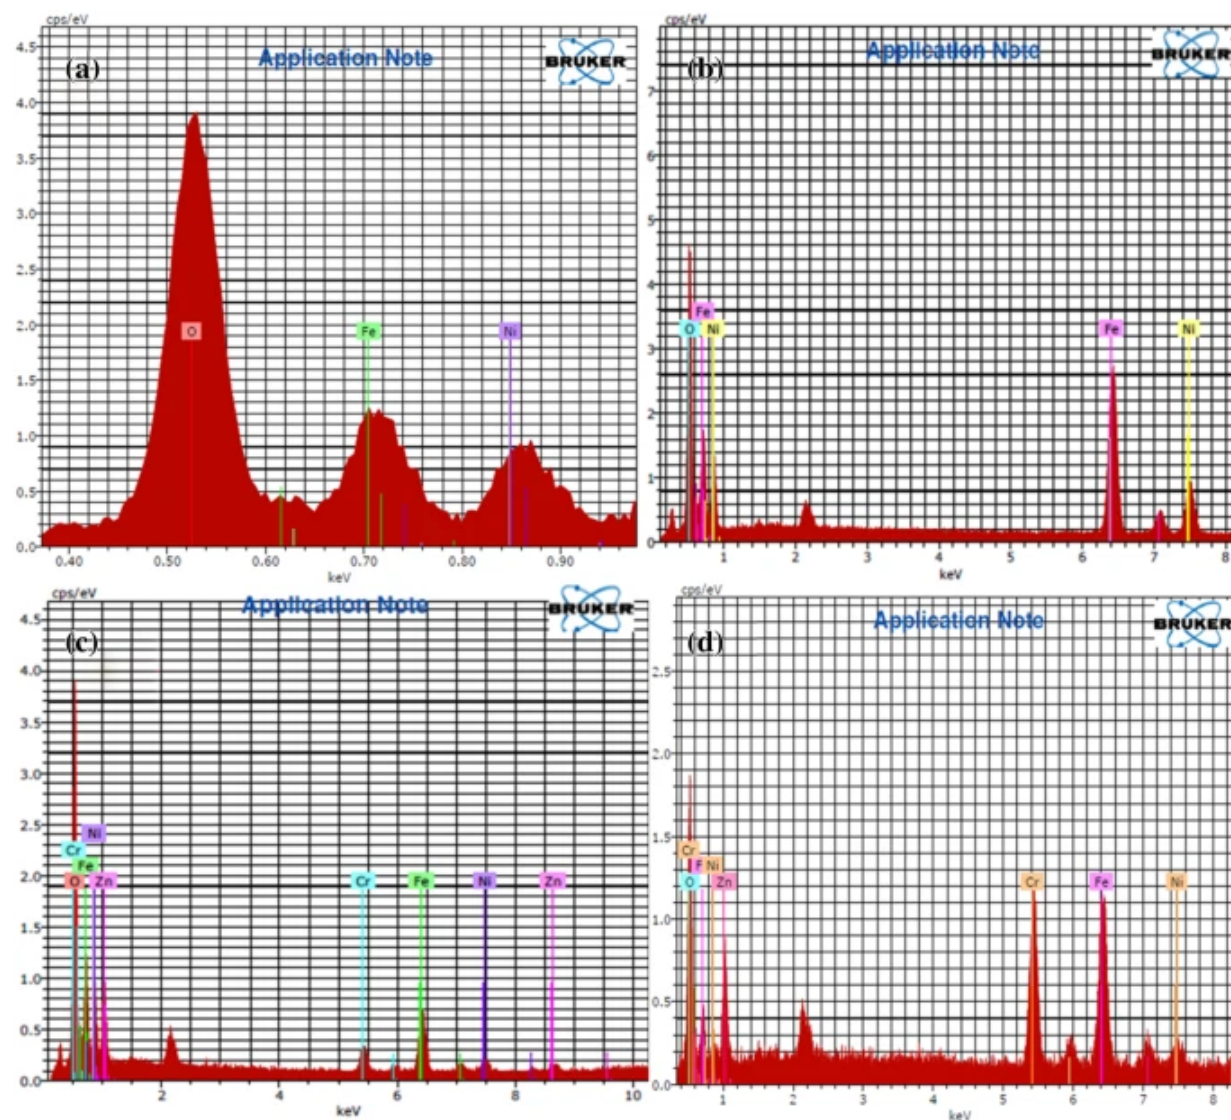 cps/eV
(a)
Application Note
BRUKER
4.5
4.0
3.5
3.0
2.5
2.0
1.5
1.0
0.5
0.0
O
Fe
Ni
0.40 0.50 0.60 0.70 0.80 0.90
keV
cps/eV
(b)
Application Note
BRUKER
7
6
5
4
3
2
1
0
Fe
O Ni
Fe
Ni
1 2 3 4 5 6 7 8
keV
cps/eV
(c)
Application Note
BRUKER
4.5
4.0
3.5
3.0
2.5
2.0
1.5
1.0
0.5
0.0
Ni
Cr
Fe
O Zn
Cr Fe Ni Zn
2 4 6 8 10
keV
cps/eV
(d)
Application Note
BRUKER
2.5
2.0
1.5
1.0
0.5
0.0
Cr
F Ni
O Zn
Cr Fe Ni
1 2 3 4 5 6 7 8
keV